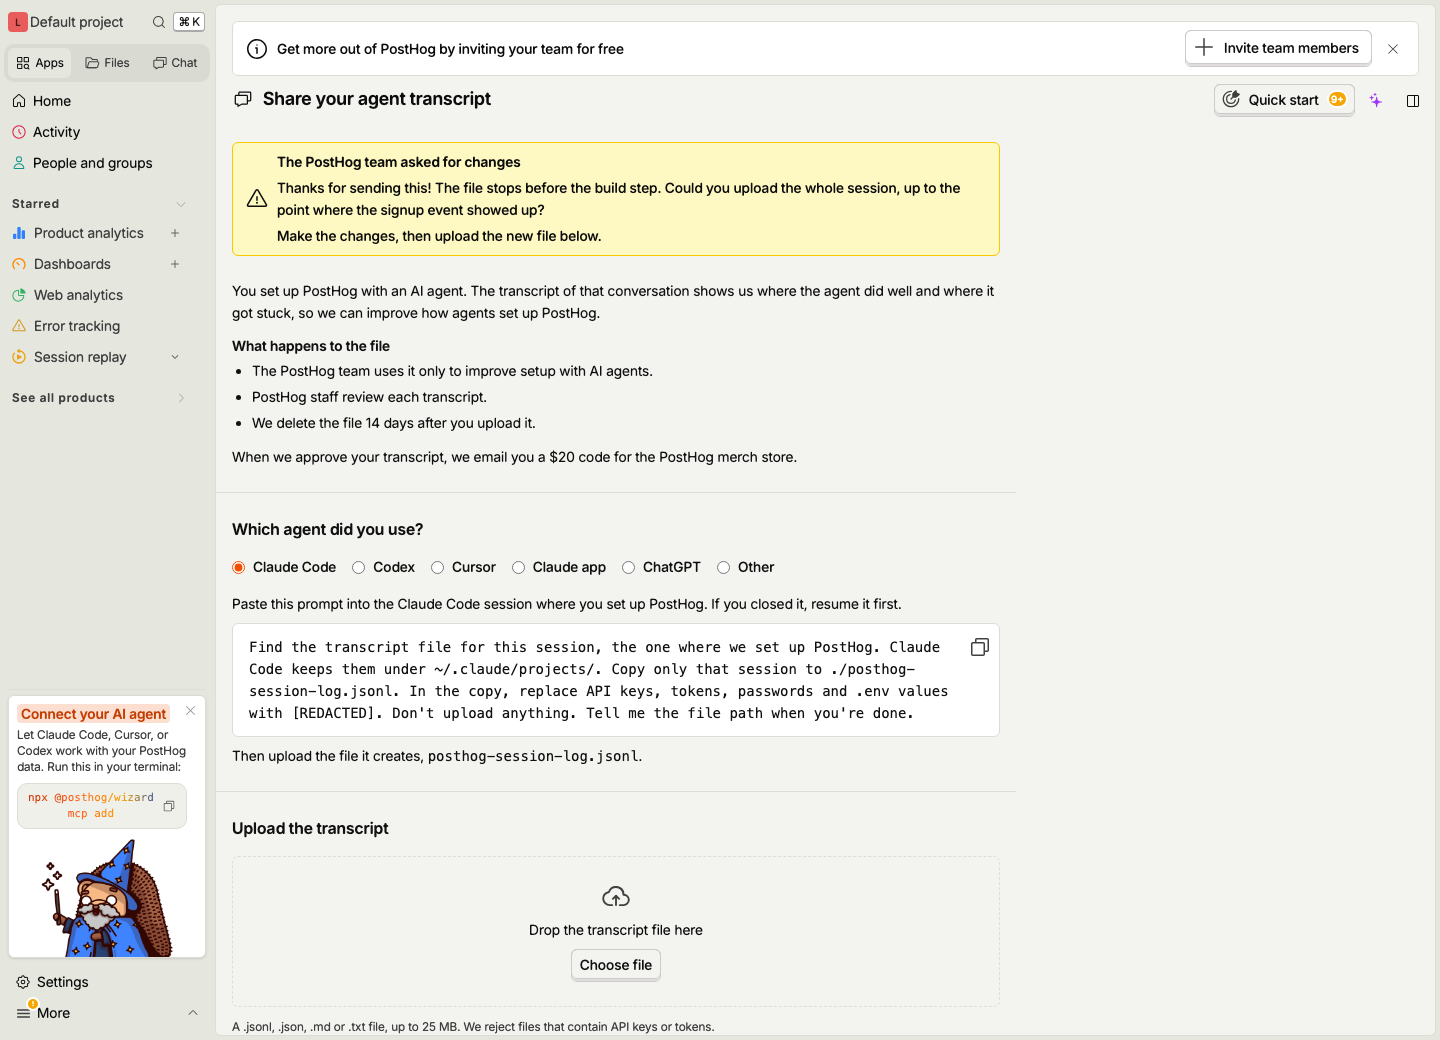 L Default project
⌘ K
Apps Files Chat
Home
Activity
People and groups
Starred
Product analytics
Dashboards
Web analytics
Error tracking
Session replay
See all products
Connect your AI agent
Let Claude Code, Cursor, or
Codex work with your PostHog
data. Run this in your terminal:
npx @posthog/wizard
mcp add
Settings
More
Get more out of PostHog by inviting your team for free
Invite team members
Share your agent transcript
Quick start 9+
The PostHog team asked for changes
Thanks for sending this! The file stops before the build step. Could you upload the whole session, up to the
point where the signup event showed up?
Make the changes, then upload the new file below.
You set up PostHog with an AI agent. The transcript of that conversation shows us where the agent did well and where it
got stuck, so we can improve how agents set up PostHog.
What happens to the file
• The PostHog team uses it only to improve setup with AI agents.
• PostHog staff review each transcript.
• We delete the file 14 days after you upload it.
When we approve your transcript, we email you a $20 code for the PostHog merch store.
Which agent did you use?
Claude Code Codex Cursor Claude app ChatGPT Other
Paste this prompt into the Claude Code session where you set up PostHog. If you closed it, resume it first.
Find the transcript file for this session, the one where we set up PostHog. Claude
Code keeps them under ~/.claude/projects/. Copy only that session to ./posthog-
session-log.jsonl. In the copy, replace API keys, tokens, passwords and .env values
with [REDACTED]. Don't upload anything. Tell me the file path when you're done.
Then upload the file it creates, posthog-session-log.jsonl.
Upload the transcript
Drop the transcript file here
Choose file
A .jsonl, .json, .md or .txt file, up to 25 MB. We reject files that contain API keys or tokens.